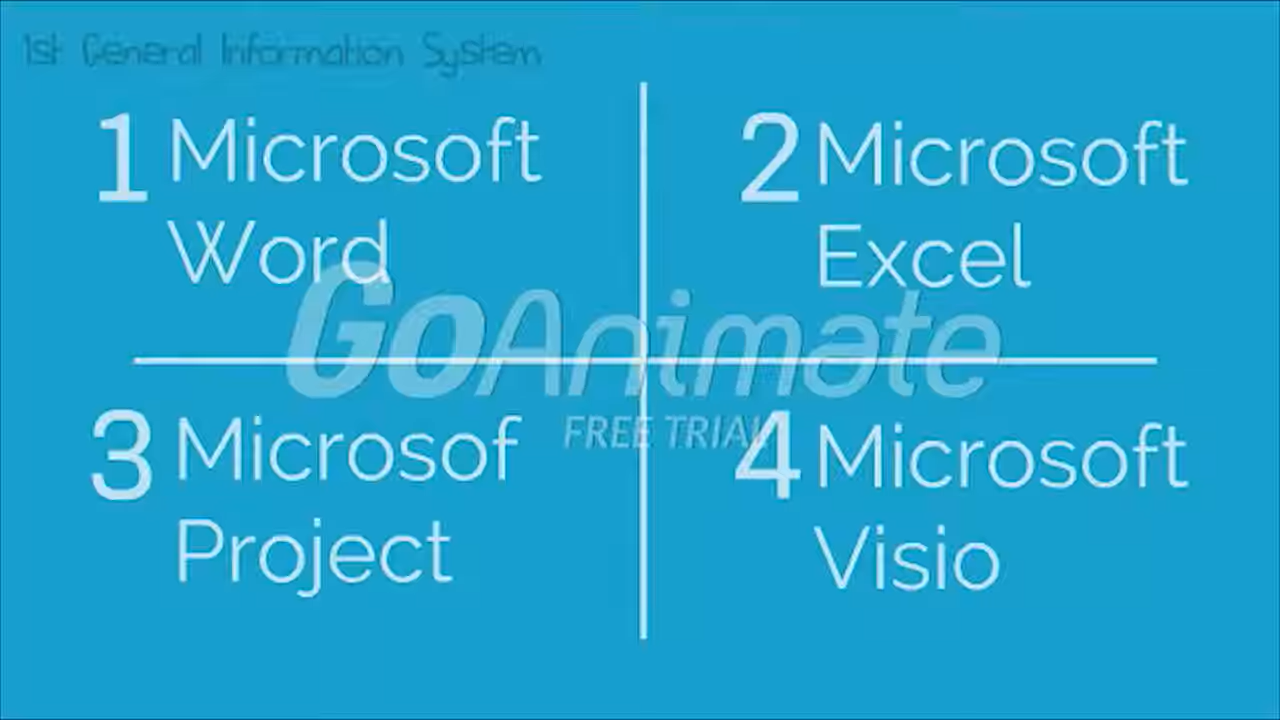 1st General Information System
1 Microsoft
Word
2 Microsoft
Excel
GoAnimate
FREE TRIAL
3 Microsof
Project
4 Microsoft
Visio